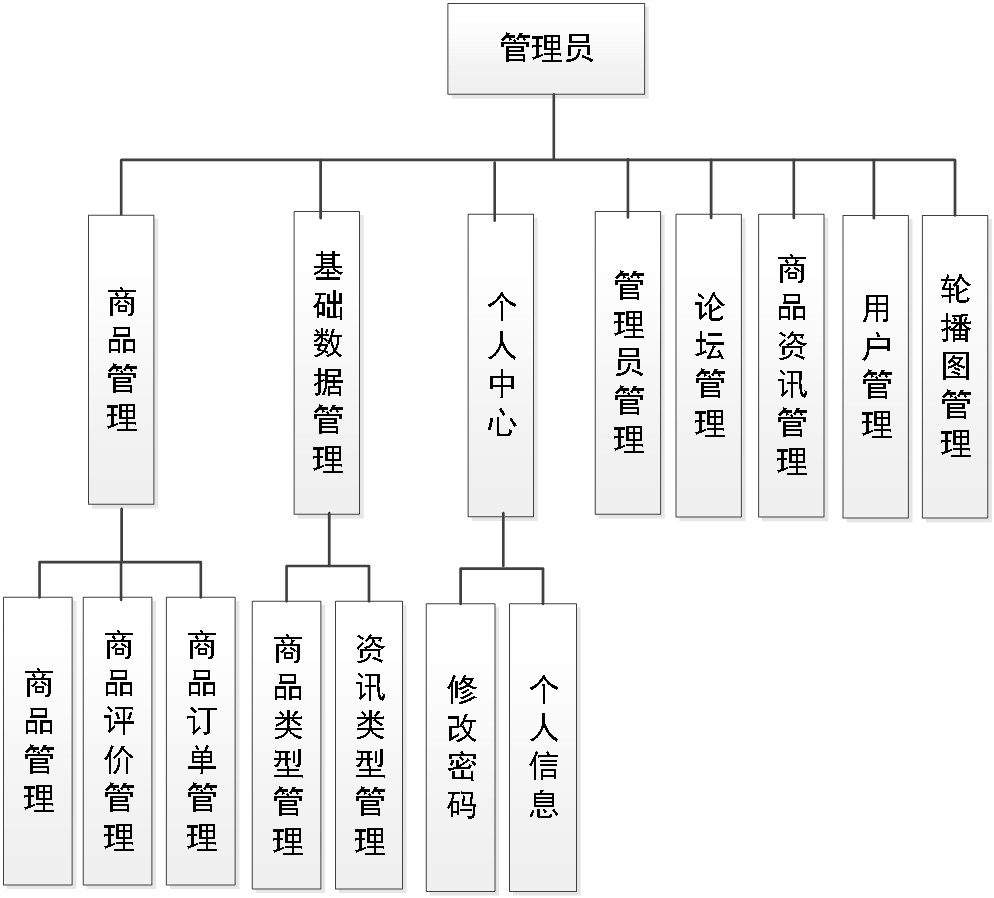 管理员
商品管理
基础数据管理
个人中心
管理员管理
论坛管理
商品资讯管理
用户管理
轮播图管理
商品管理
商品评价管理
商品订单管理
商品类型管理
资讯类型管理
修改密码
个人信息